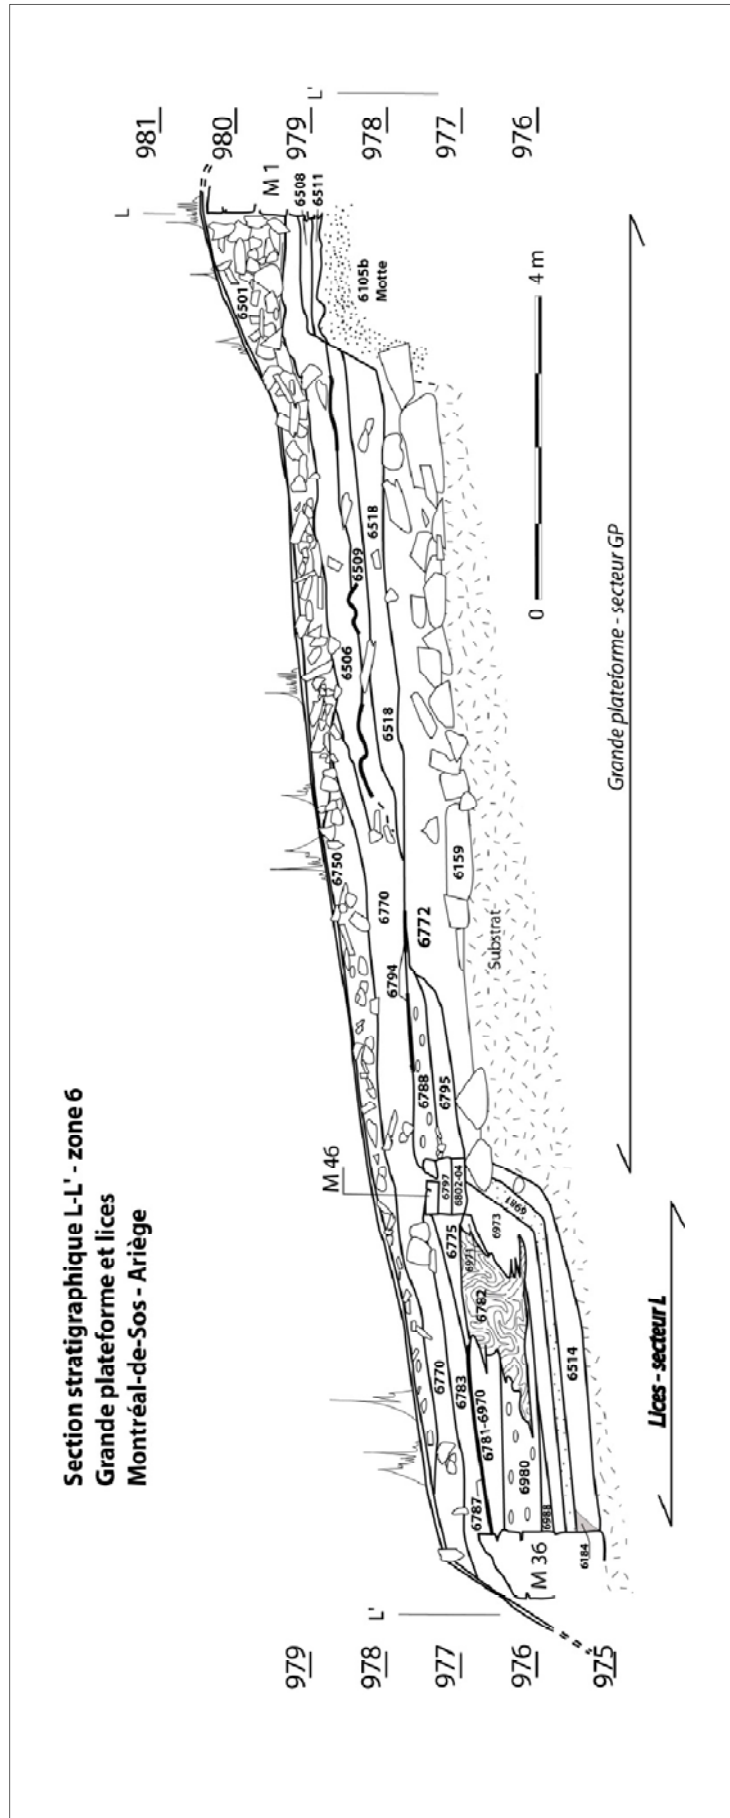 Section stratigraphique L-L' - zone 6
Grande plateforme et lices
Montréal-de-Sos - Ariège
979
978
977
976
975
L'
M 36
6184
6988
6787
6980
6781-6970
6783
6770
6514
6782
6971
6775
6973
6981
M 46
6797
6802-04
6788
6795
6794
6772
6770
6750
6159
Substrat
6518
6506
6509
6518
6501
6105b
Motte
6508
6511
M 1
L
L'
981
980
979
978
977
976
0
4 m
Lices - secteur L
Grande plateforme - secteur GP